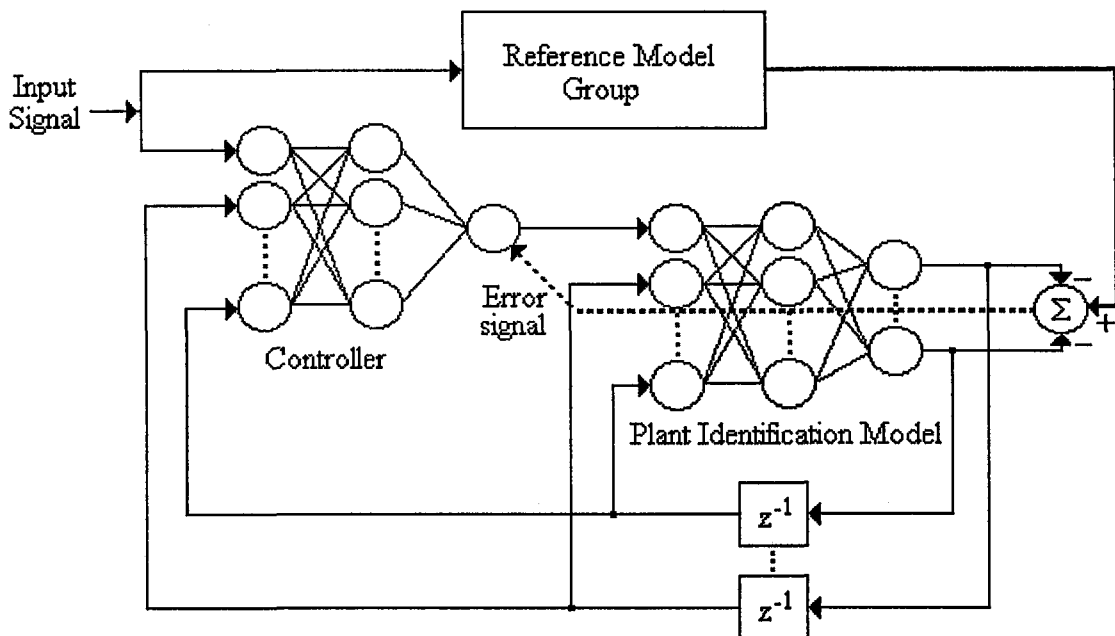 Reference Model
Group
Input
Signal
Error
signal
Controller
−
Σ
+
−
Plant Identification Model
z⁻¹
z⁻¹